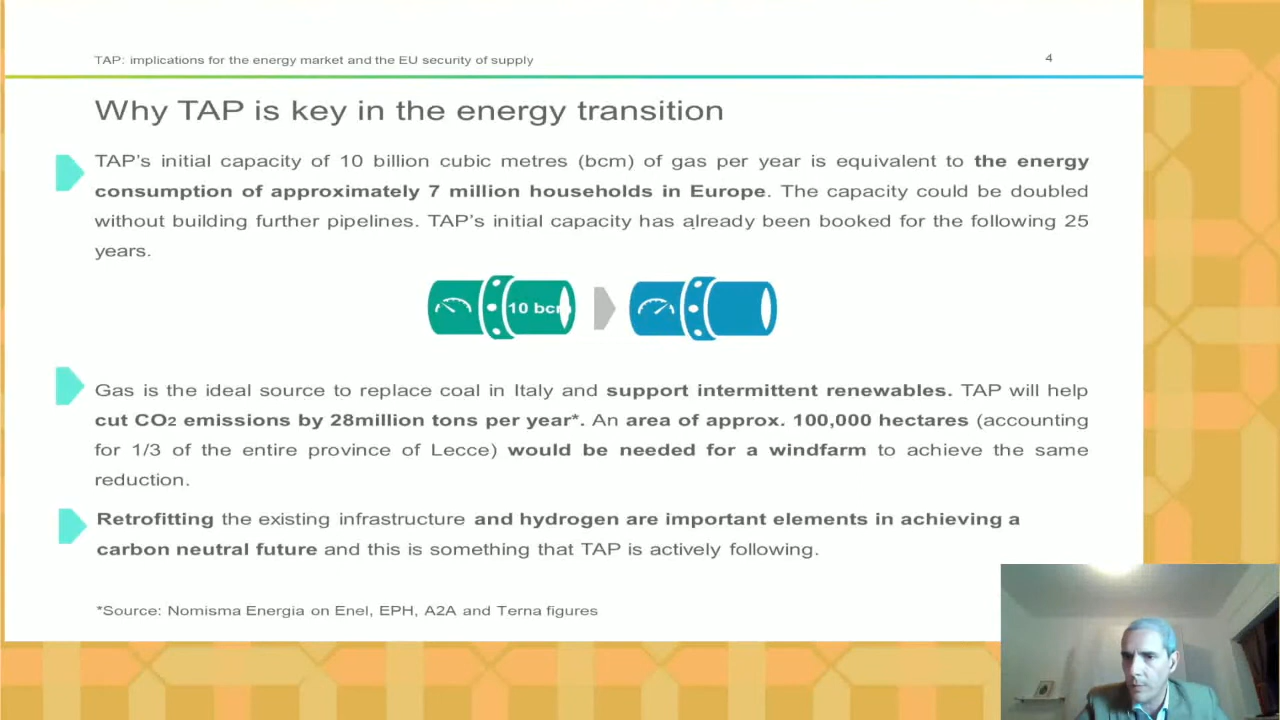 TAP: implications for the energy market and the EU security of supply
4
Why TAP is key in the energy transition
TAP's initial capacity of 10 billion cubic metres (bcm) of gas per year is equivalent to the energy
consumption of approximately 7 million households in Europe. The capacity could be doubled
without building further pipelines. TAP's initial capacity has already been booked for the following 25
years.
10 bcm
Gas is the ideal source to replace coal in Italy and support intermittent renewables. TAP will help
cut CO2 emissions by 28million tons per year*. An area of approx. 100,000 hectares (accounting
for 1/3 of the entire province of Lecce) would be needed for a windfarm to achieve the same
reduction.
Retrofitting the existing infrastructure and hydrogen are important elements in achieving a
carbon neutral future and this is something that TAP is actively following.
*Source: Nomisma Energia on Enel, EPH, A2A and Terna figures